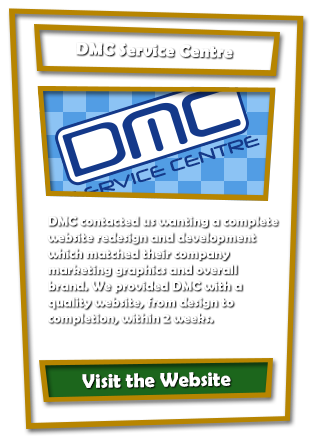 DMC Service Centre
DMC
SERVICE CENTRE
DMC contacted us wanting a complete
website redesign and development
which matched their company
marketing graphics and overall
brand. We provided DMC with a
quality website, from design to
completion, within 2 weeks.
Visit the Website